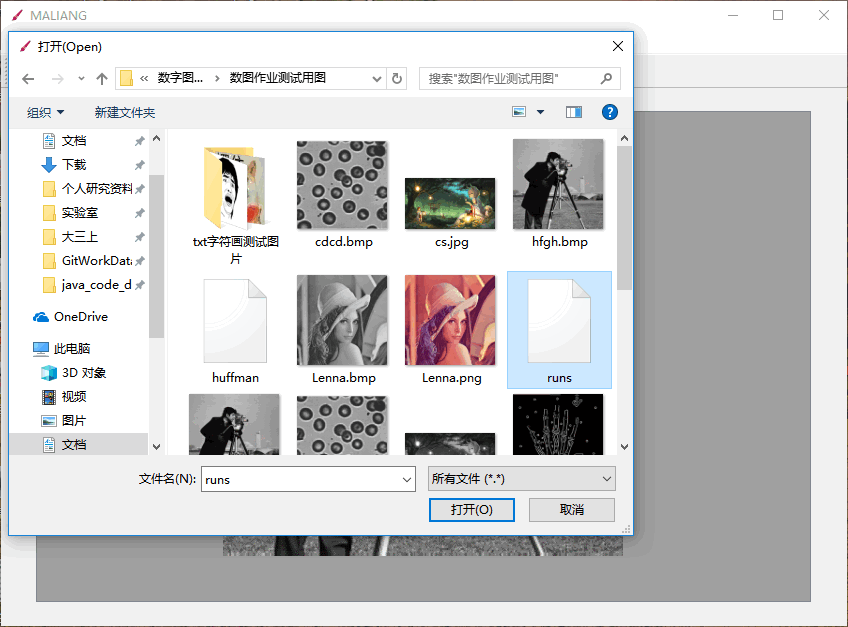 MALIANG
打开(Open)
« 数字图... › 数图作业测试用图
搜索"数图作业测试用图"
组织
新建文件夹
文档
下载
个人研究资料
实验室
大三上
GitWorkData
java_code_d
OneDrive
此电脑
3D 对象
视频
图片
文档
txt字符画测试图
片
cdcd.bmp
cs.jpg
hfgh.bmp
huffman
Lenna.bmp
Lenna.png
runs
文件名(N):
runs
所有文件 (*.*)
打开(O)
取消